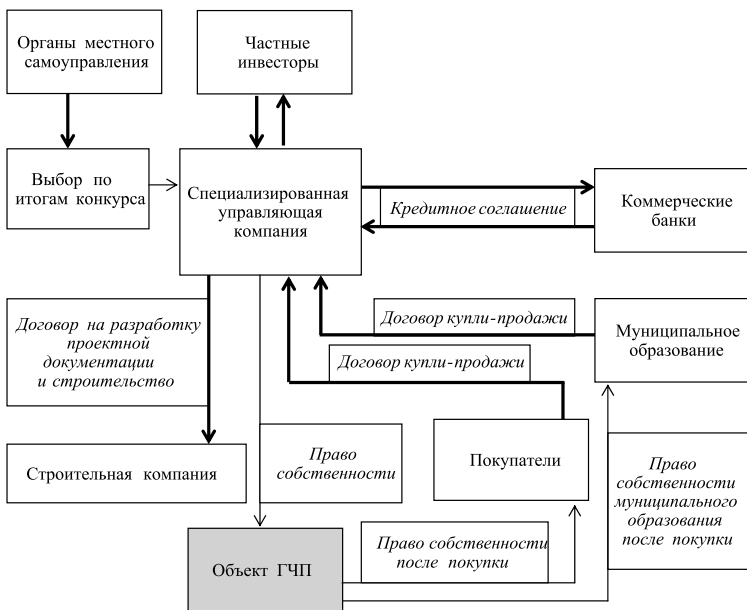 Органы местного
самоуправления
Частные
инвесторы
Выбор по
итогам конкурса
Специализированная
управляющая
компания
Кредитное соглашение
Коммерческие
банки
Договор на разработку
проектной
документации
и строительство
Договор купли-продажи
Муниципальное
образование
Договор купли-продажи
Строительная компания
Право
собственности
Покупатели
Право
собственности
муниципального
образования
после покупки
Объект ГЧП
Право собственности
после покупки